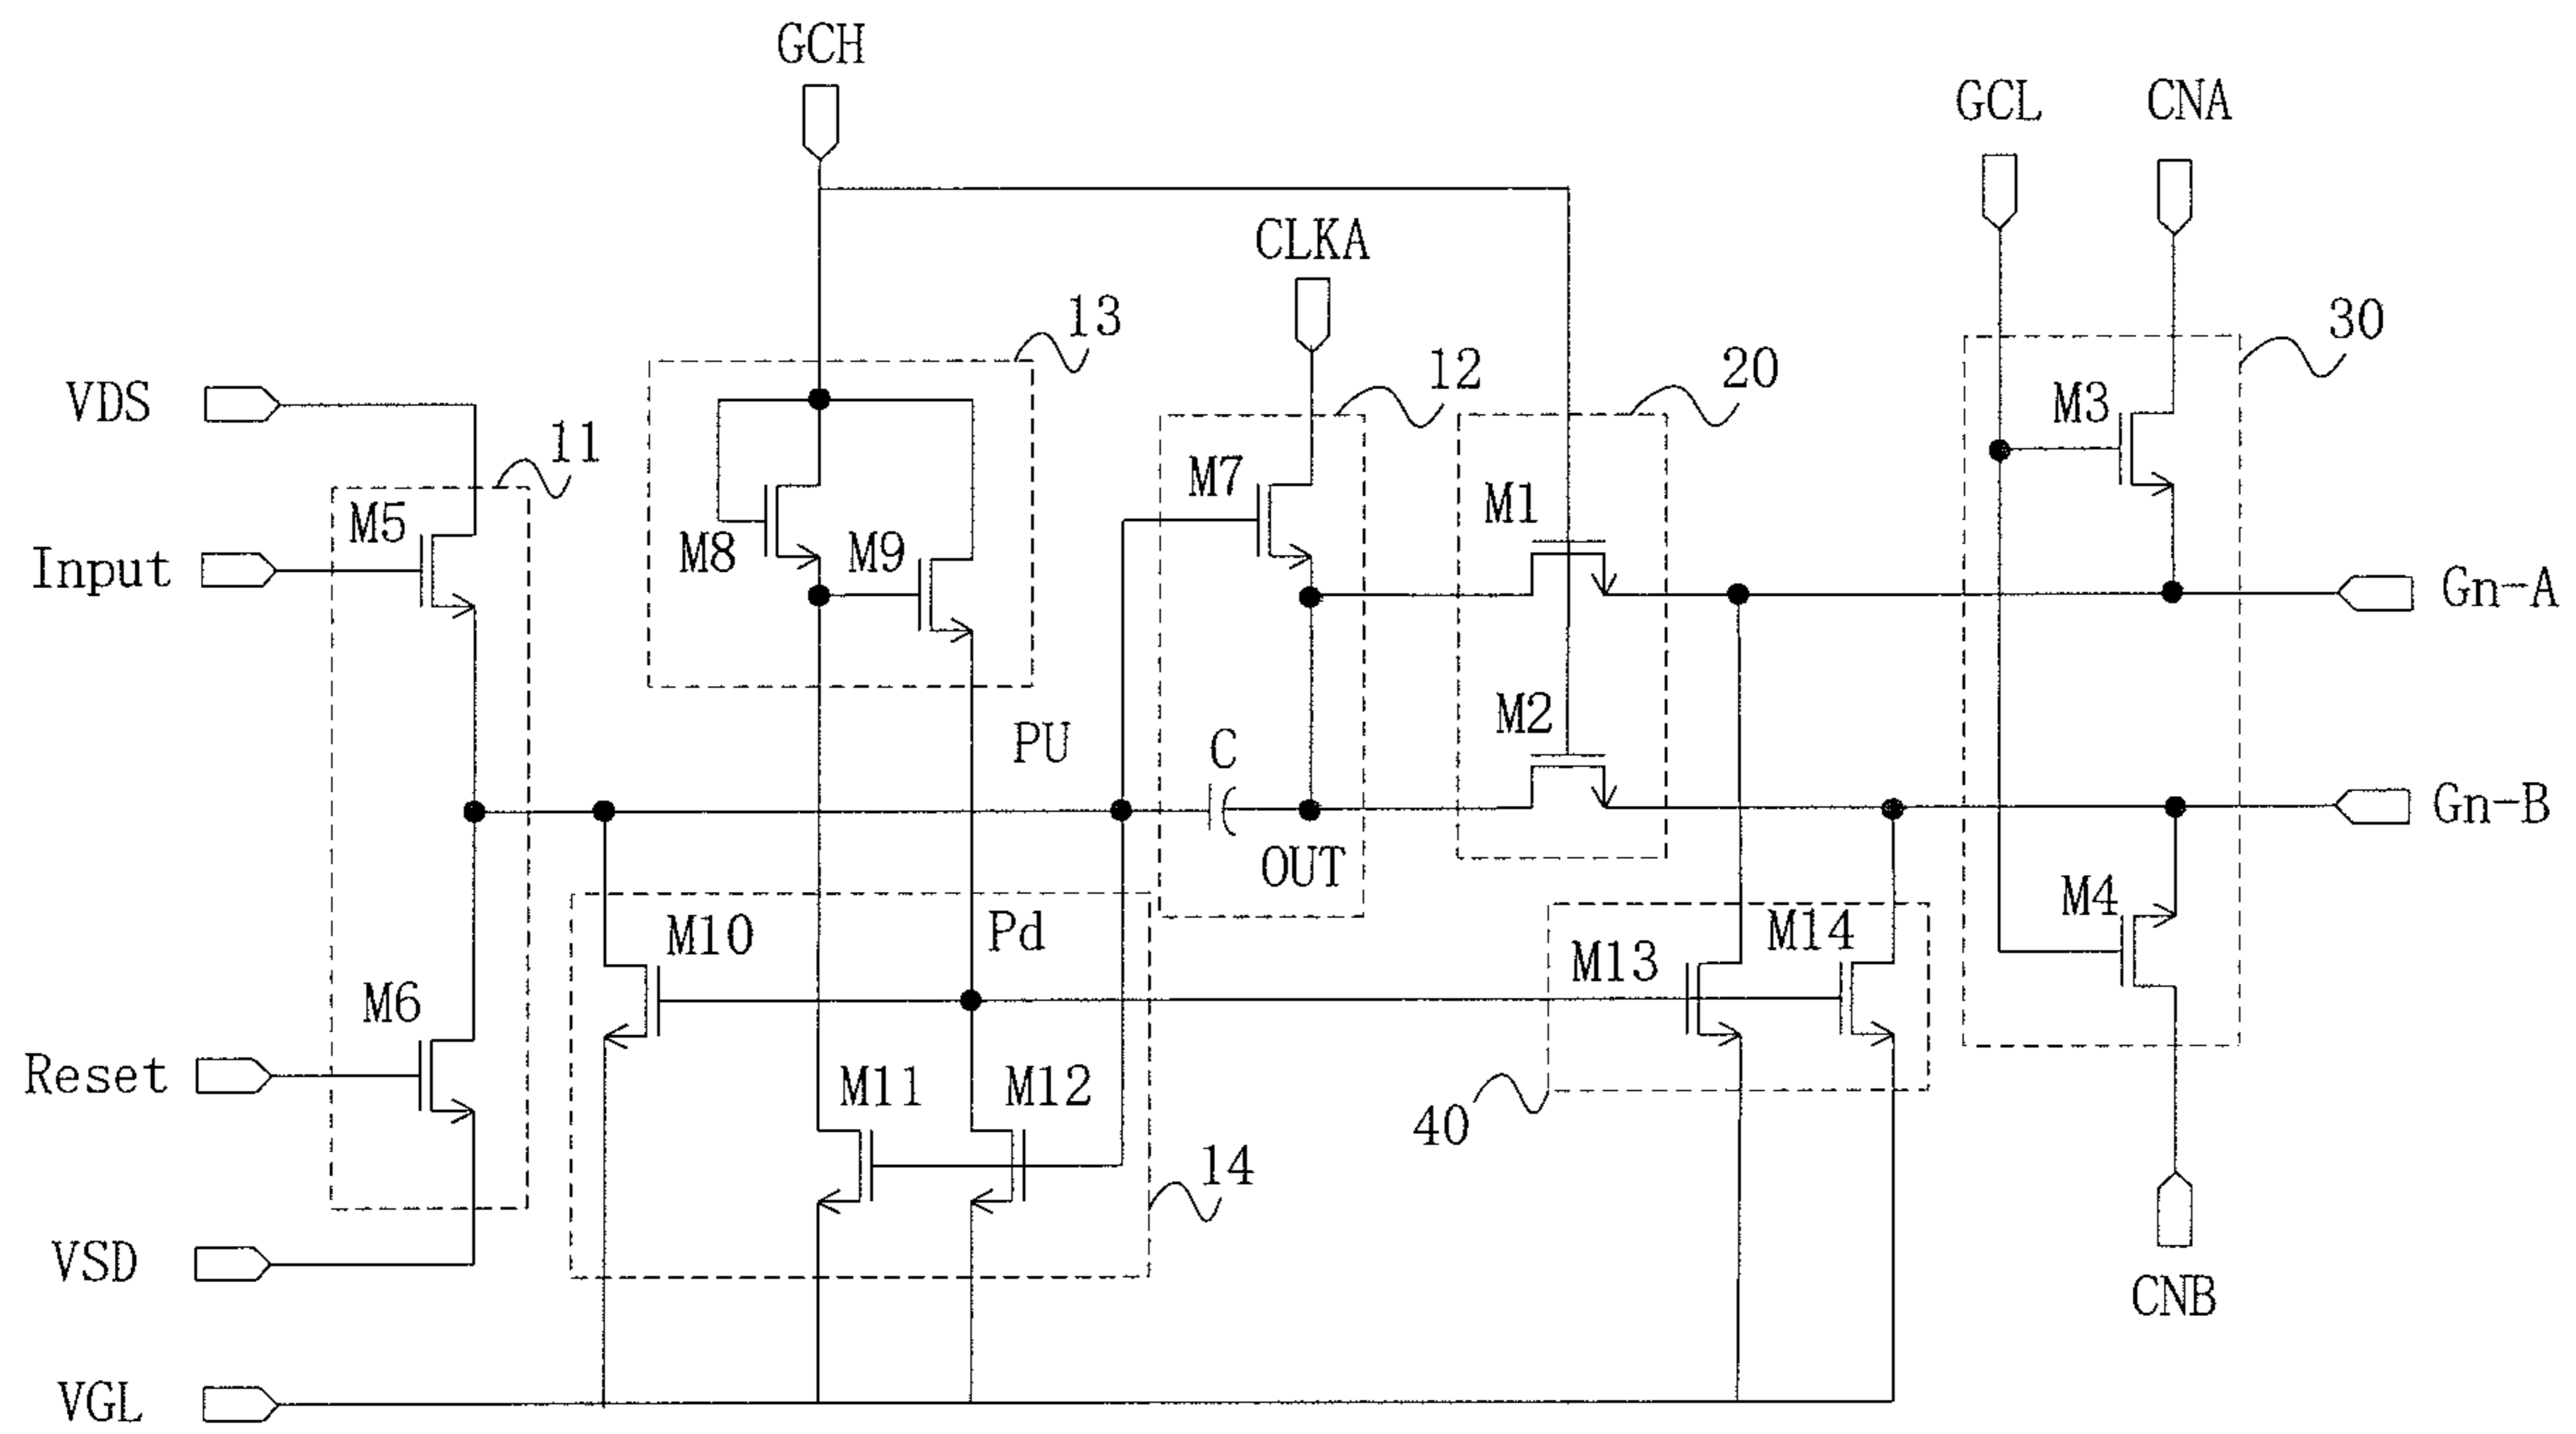 GCH
GCL CNA
CLKA
13
30
12 20
VDS 11 M3
M7
M5 M1
M8 M9
Input Gn-A
M2
PU C
Gn-B
OUT
M10 Pd M14 M4
M13
M6
Reset M11 M12
40
14
VSD CNB
VGL